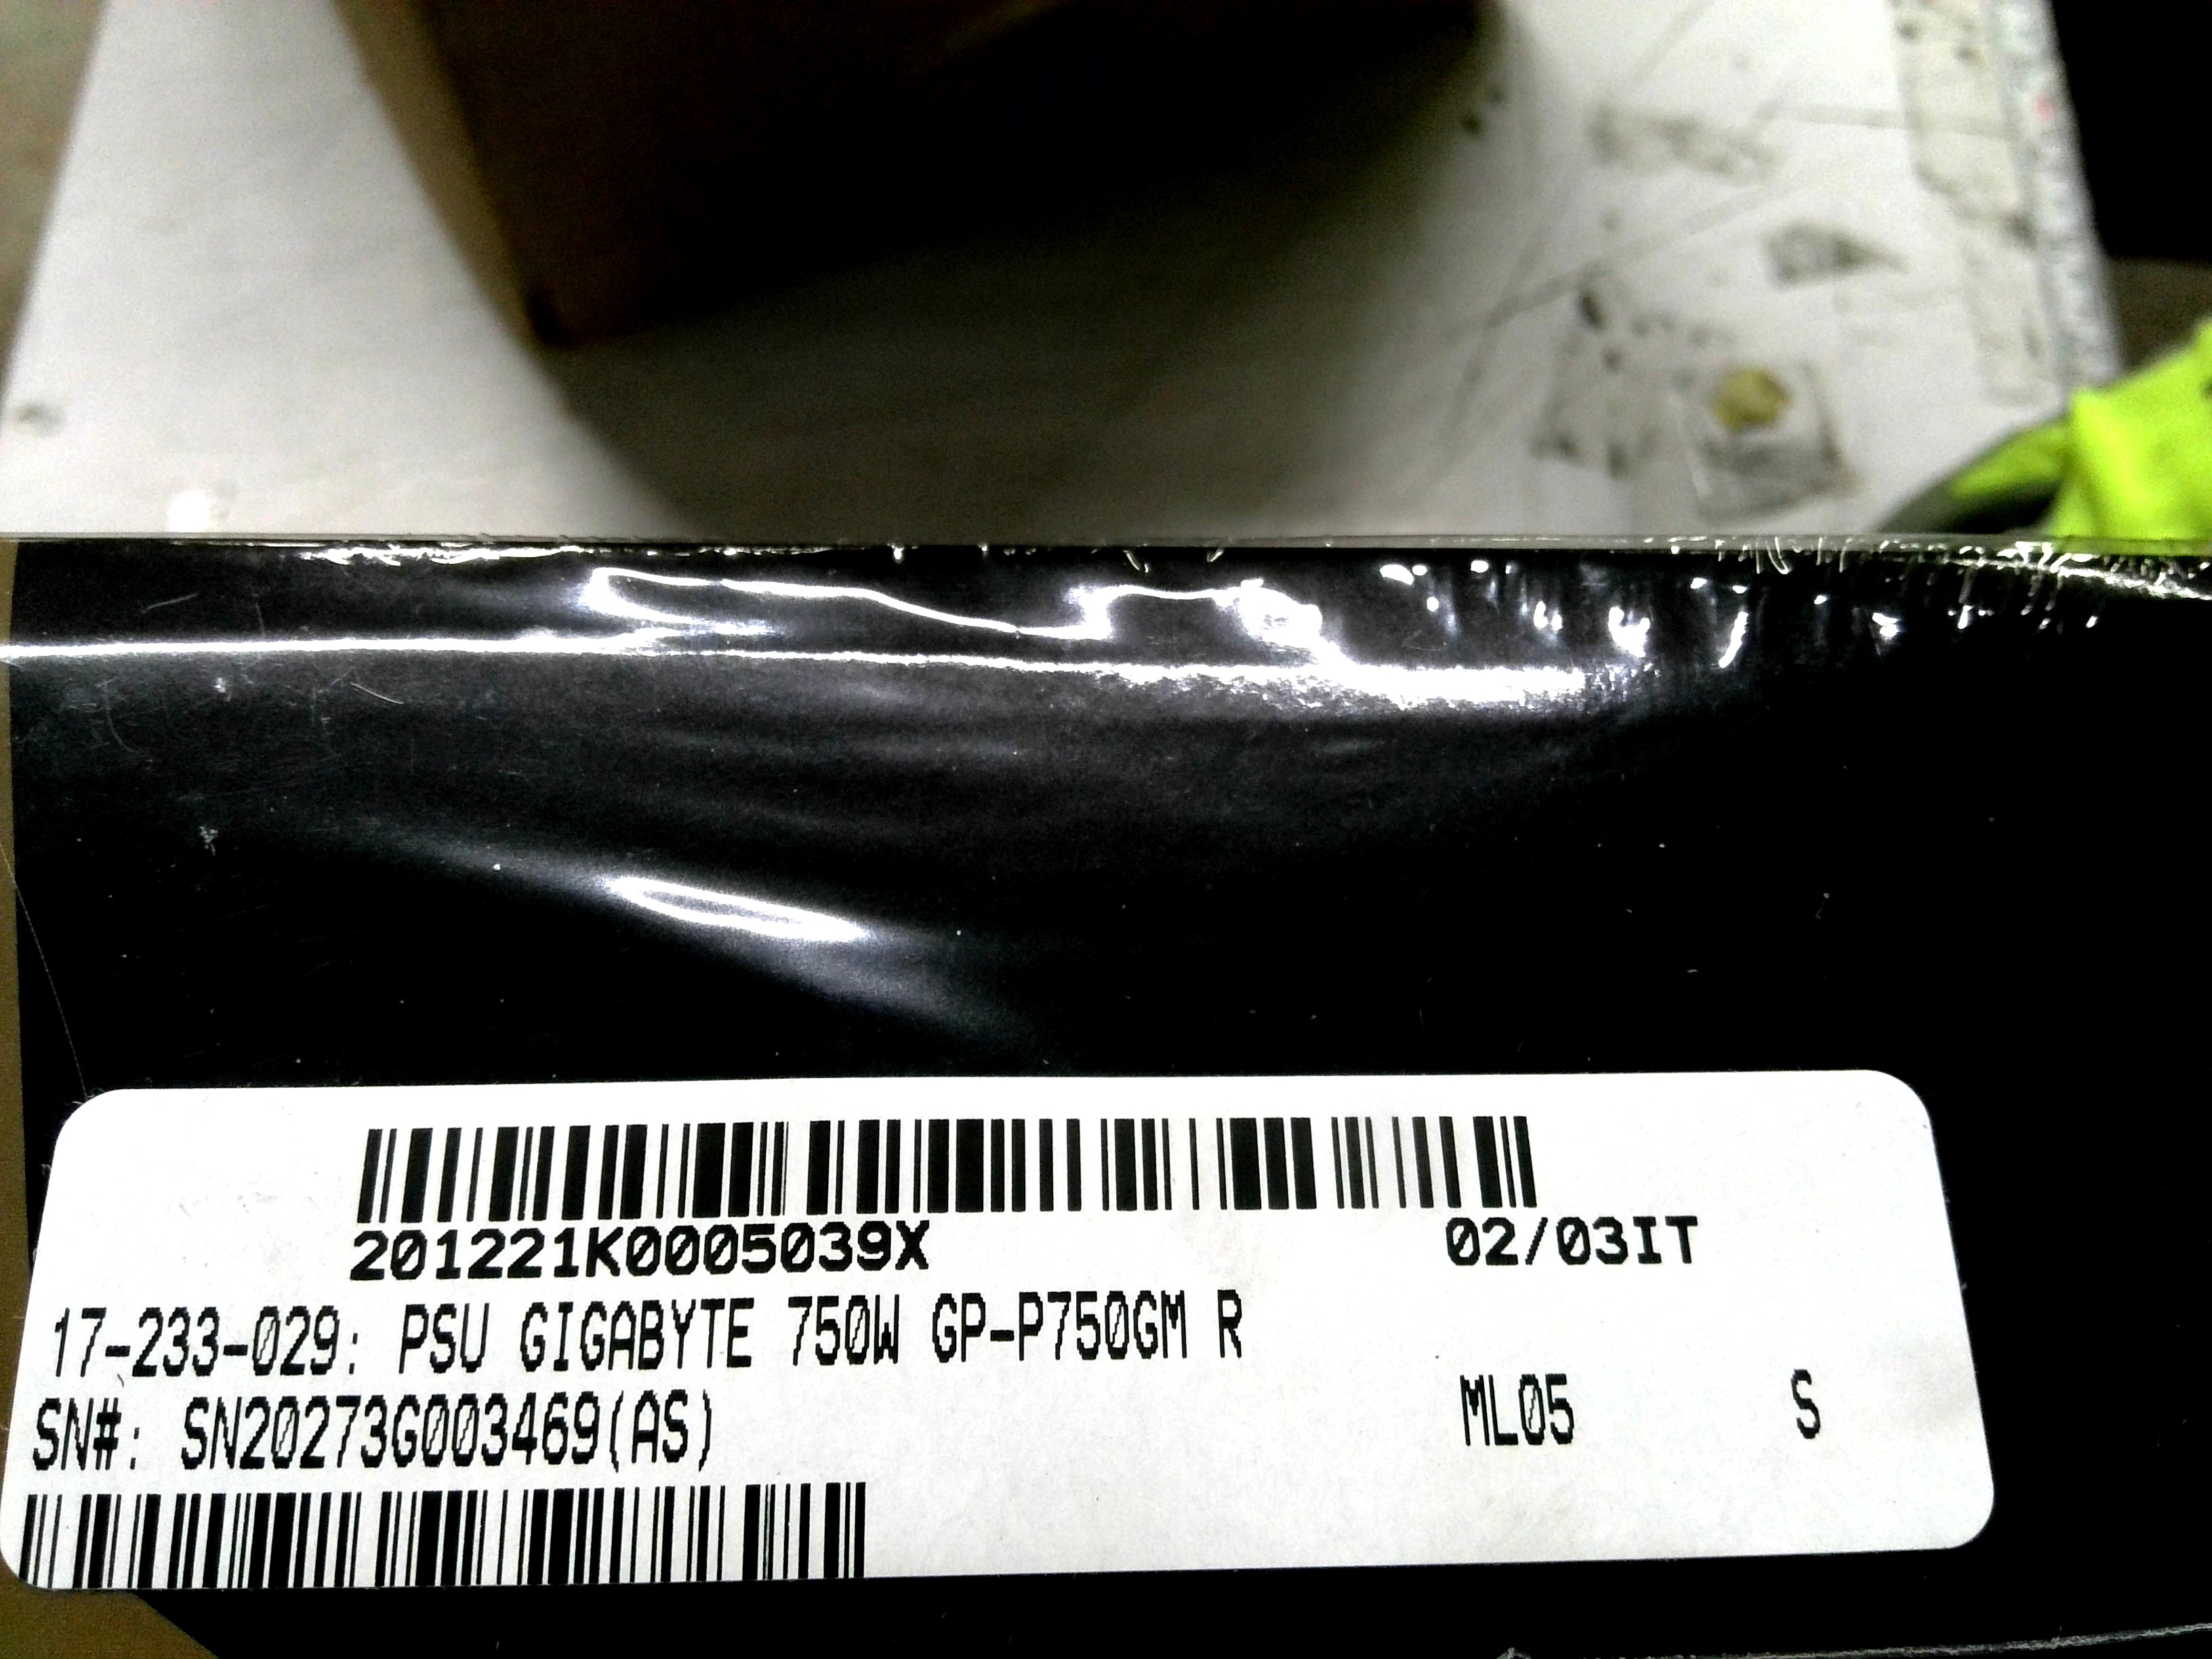 201221K0005039X 02/03IT
17-233-029: PSU GIGABYTE 750W GP-P750GM R
SN#: SN20273G003469(AS) ML05 S